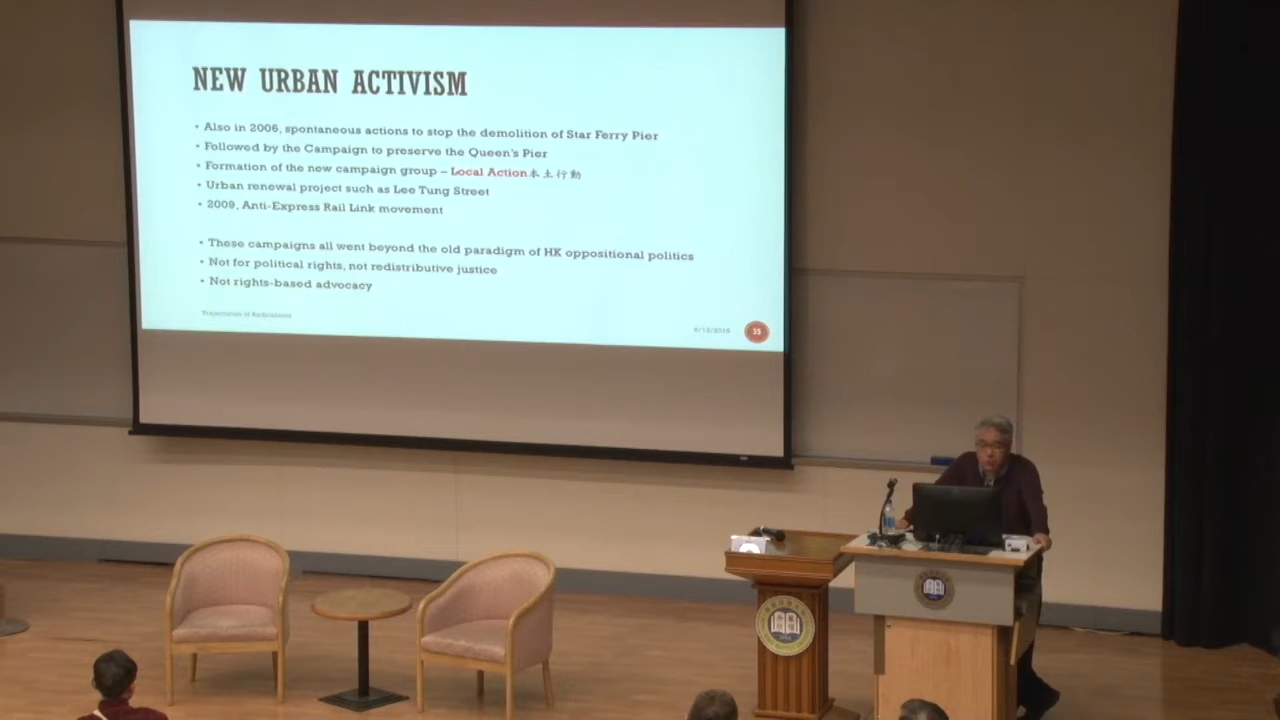 NEW URBAN ACTIVISM
• Also in 2006, spontaneous actions to stop the demolition of Star Ferry Pier
• Followed by the Campaign to preserve the Queen's Pier
• Formation of the new campaign group – Local Action本土行動
• Urban renewal project such as Lee Tung Street
• 2009, Anti-Express Rail Link movement
• These campaigns all went beyond the old paradigm of HK oppositional politics
• Not for political rights, not redistributive justice
• Not rights-based advocacy
35